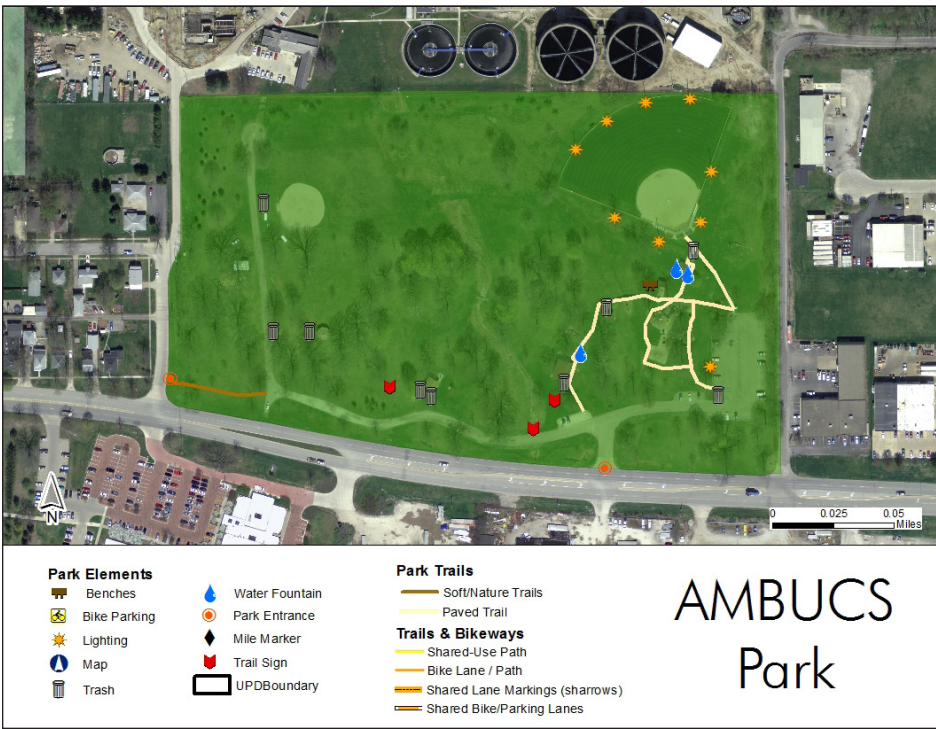 N
0 0.025 0.05
Miles
Park Elements
Benches
Bike Parking
Lighting
Map
Trash
Water Fountain
Park Entrance
Mile Marker
Trail Sign
UPDBoundary
Park Trails
Soft/Nature Trails
Paved Trail
Trails & Bikeways
Shared-Use Path
Bike Lane / Path
Shared Lane Markings (sharrows)
Shared Bike/Parking Lanes
AMBUCS
Park